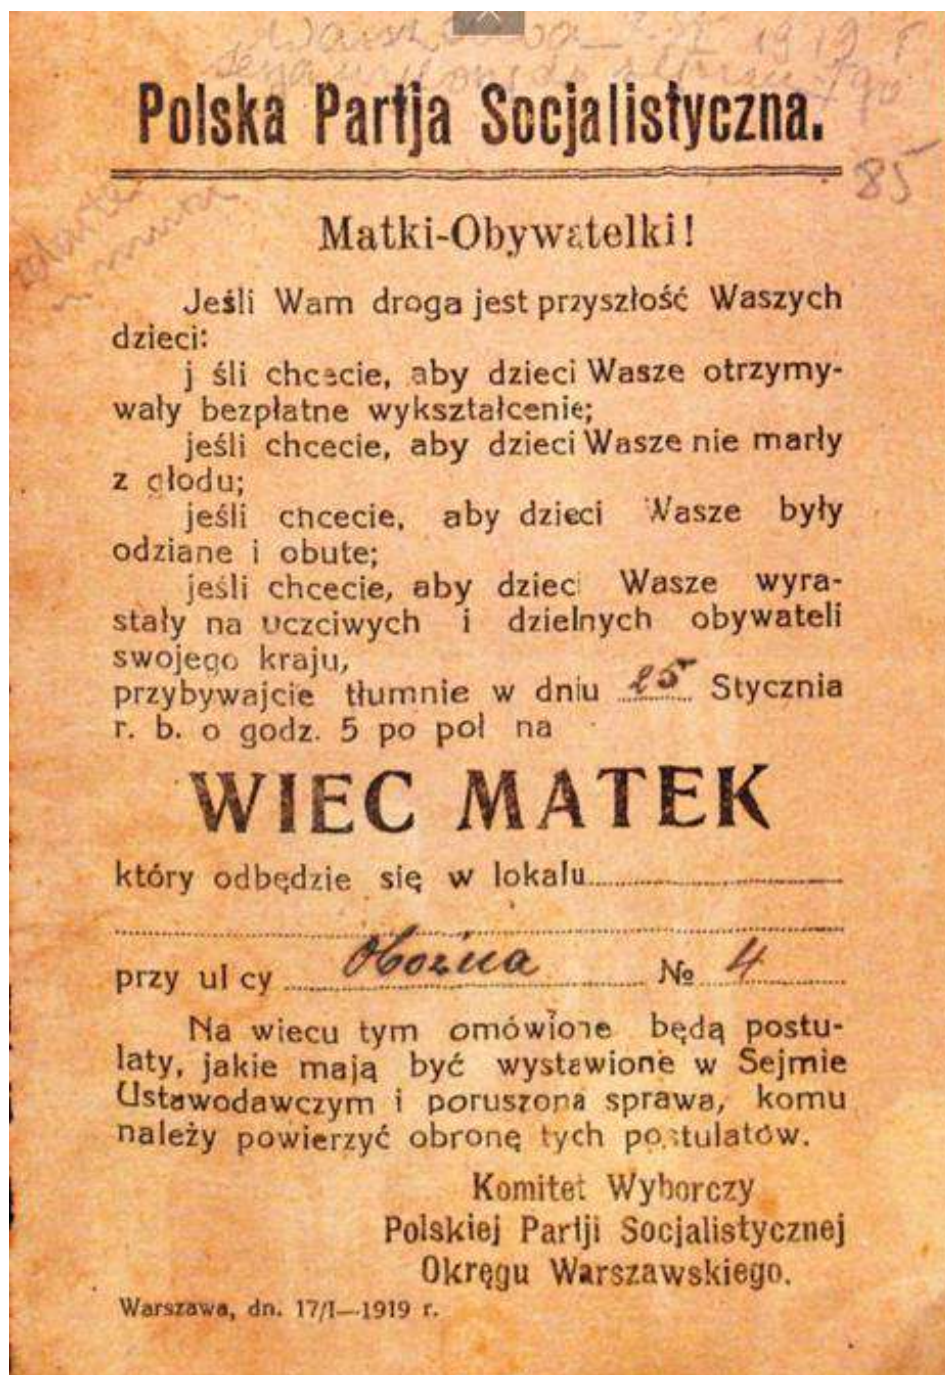 1919 r
Polska Partja Socjalistyczna.
85
Matki-Obywatelki!
Jeśli Wam droga jest przyszłość Waszych
dzieci:
j śli chcecie, aby dzieci Wasze otrzymy-
wały bezpłatne wykształcenie;
jeśli chcecie, aby dzieci Wasze nie marły
z głodu;
jeśli chcecie, aby dzieci Wasze były
odziane i obute;
jeśli chcecie, aby dzieci Wasze wyra-
stały na uczciwych i dzielnych obywateli
swojego kraju,
przybywajcie tłumnie w dniu 25 Stycznia
r. b. o godz. 5 po poł na
WIEC MATEK
który odbędzie się w lokalu
przy ul cy Oboźna № 4
Na wiecu tym omówione będą postu-
laty, jakie mają być wystawione w Sejmie
Ustawodawczym i poruszona sprawa, komu
należy powierzyć obronę tych postulatów.
Komitet Wyborczy
Polskiej Partji Socjalistycznej
Okręgu Warszawskiego.
Warszawa, dn. 17/I—1919 r.